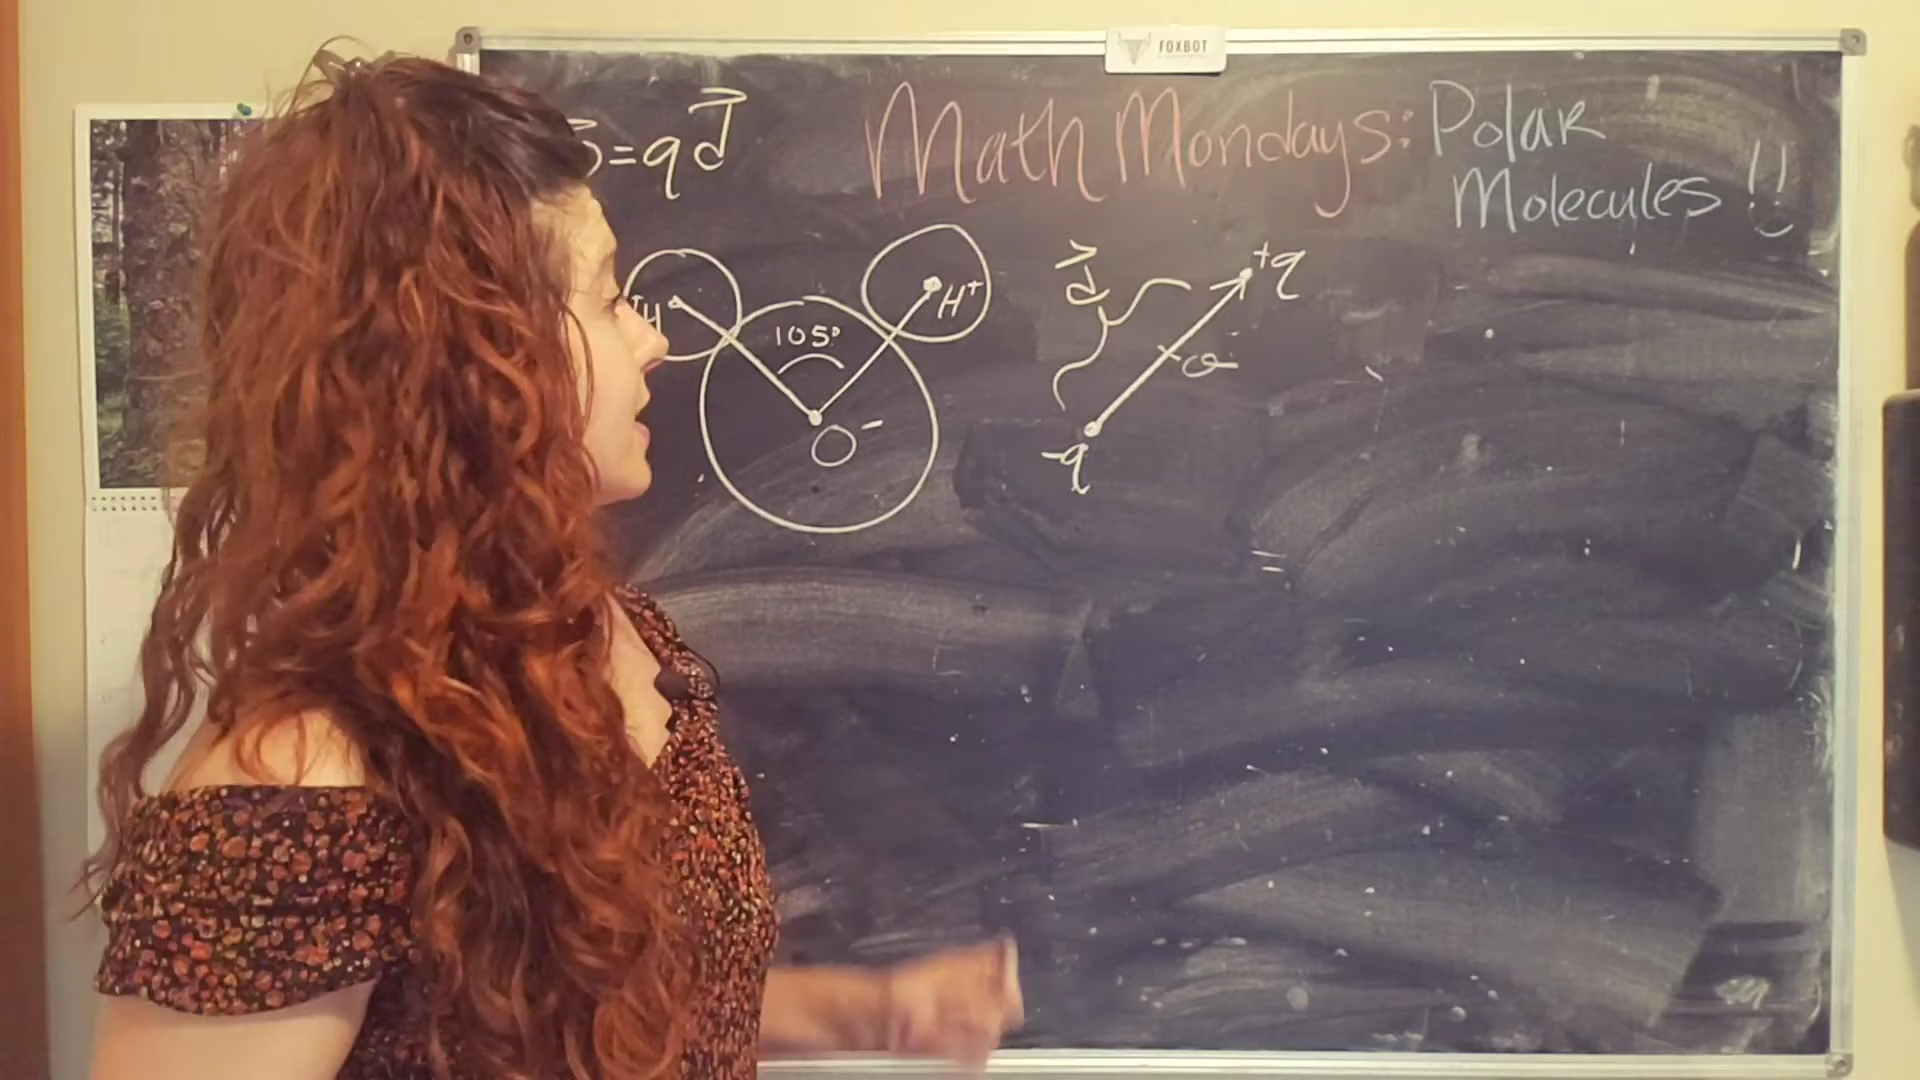 FOXBOT
=qd
Math Mondays: Polar
Molecules !!
+H
105°
H+
O-
d
+q
-q